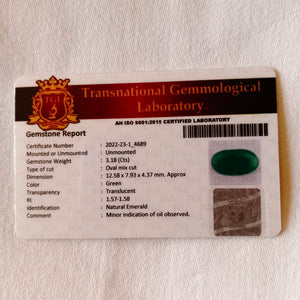 TGL
Transnational Gemmological
Laboratory
AN ISO 9001:2015 CERTIFIED LABORATORY
Gemstone Report
Certificate Number : 2022-23-1_4689
Mounted or Unmounted : Unmounted
Gemstone Weight : 3.18 (Cts)
Type of cut : Oval mix cut
Dimension : 12.58 x 7.93 x 4.37 mm. Approx
Color : Green
Transparency : Translucent
RI : 1.57-1.58
Identification : Natural Emerald
Comment : Minor indication of oil observed.